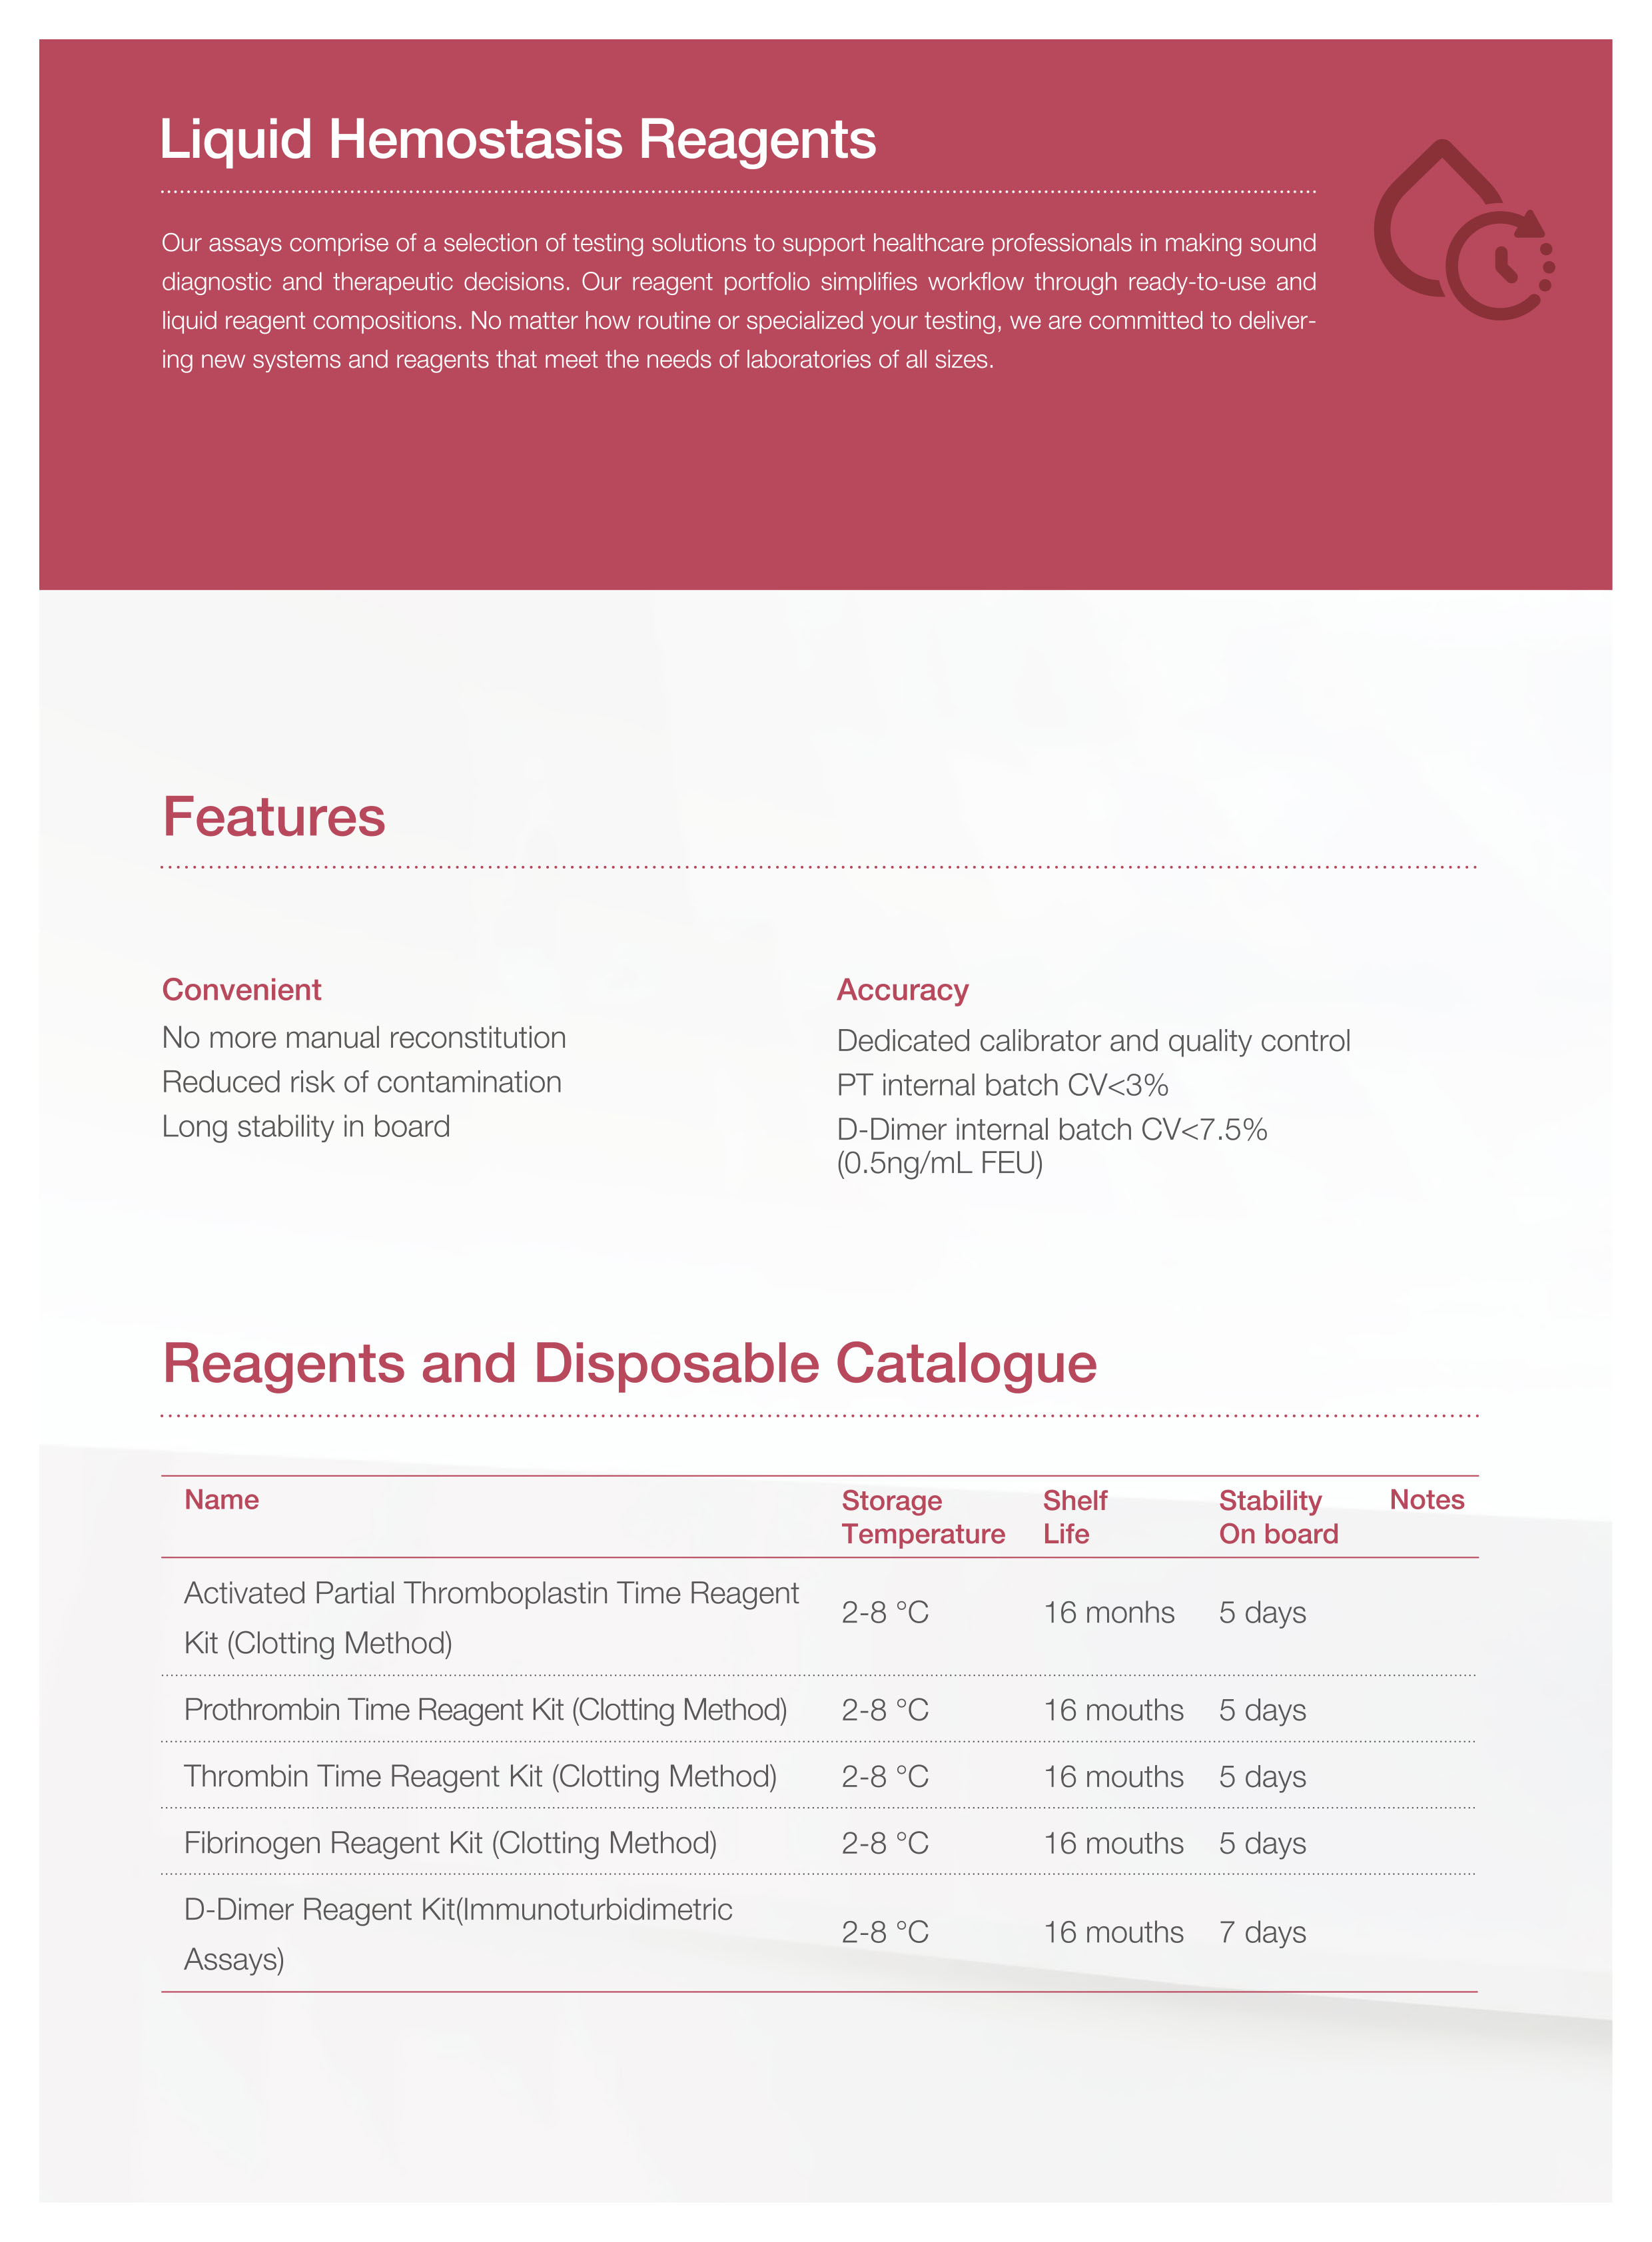 Liquid Hemostasis Reagents
Our assays comprise of a selection of testing solutions to support healthcare professionals in making sound
diagnostic and therapeutic decisions. Our reagent portfolio simplifies workflow through ready-to-use and
liquid reagent compositions. No matter how routine or specialized your testing, we are committed to deliver-
ing new systems and reagents that meet the needs of laboratories of all sizes.
Features
Convenient
No more manual reconstitution
Reduced risk of contamination
Long stability in board
Accuracy
Dedicated calibrator and quality control
PT internal batch CV<3%
D-Dimer internal batch CV<7.5%
(0.5ng/mL FEU)
Reagents and Disposable Catalogue
Name Storage Temperature Shelf Life Stability On board Notes
Activated Partial Thromboplastin Time Reagent Kit (Clotting Method) 2-8 °C 16 monhs 5 days
Prothrombin Time Reagent Kit (Clotting Method) 2-8 °C 16 mouths 5 days
Thrombin Time Reagent Kit (Clotting Method) 2-8 °C 16 mouths 5 days
Fibrinogen Reagent Kit (Clotting Method) 2-8 °C 16 mouths 5 days
D-Dimer Reagent Kit(Immunoturbidimetric Assays) 2-8 °C 16 mouths 7 days